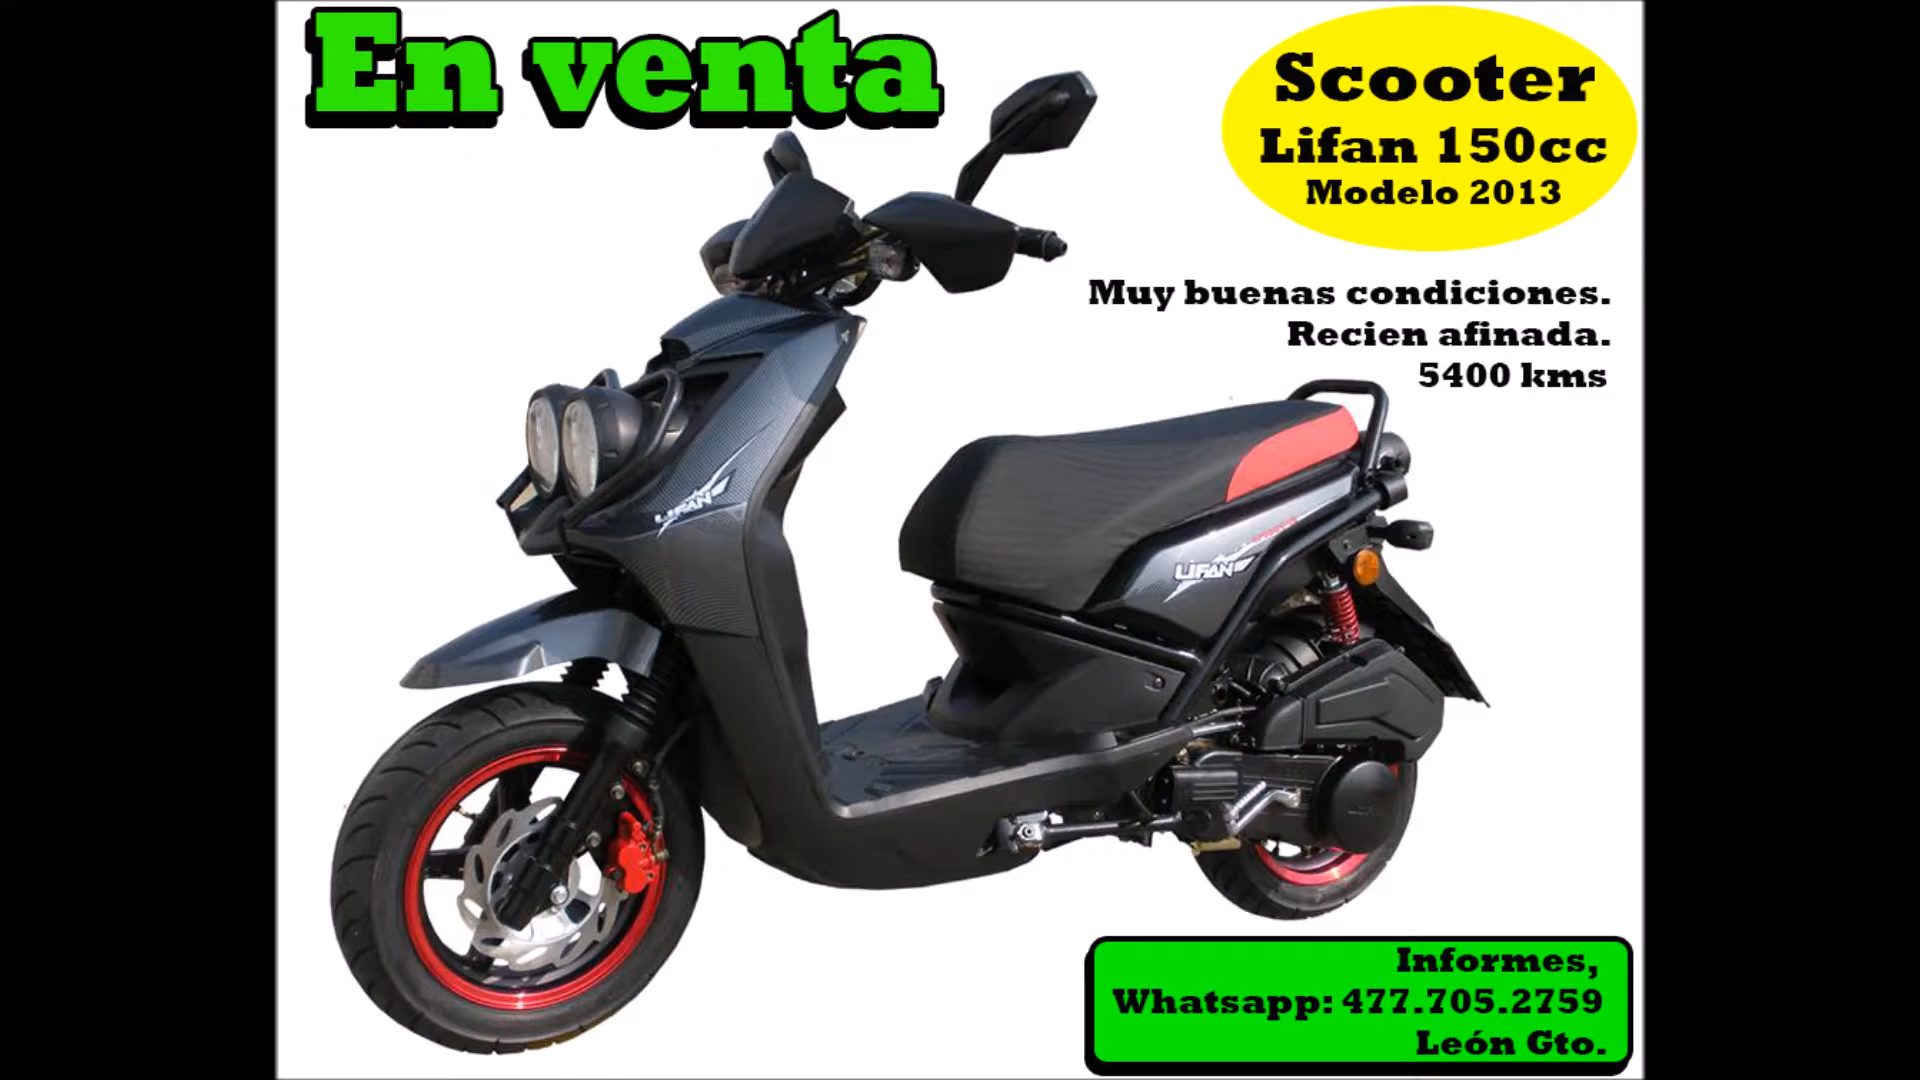 En venta
Scooter
Lifan 150cc
Modelo 2013
Muy buenas condiciones.
Recien afinada.
5400 kms
LIFAN
LIFAN
Informes,
Whatsapp: 477.705.2759
León Gto.